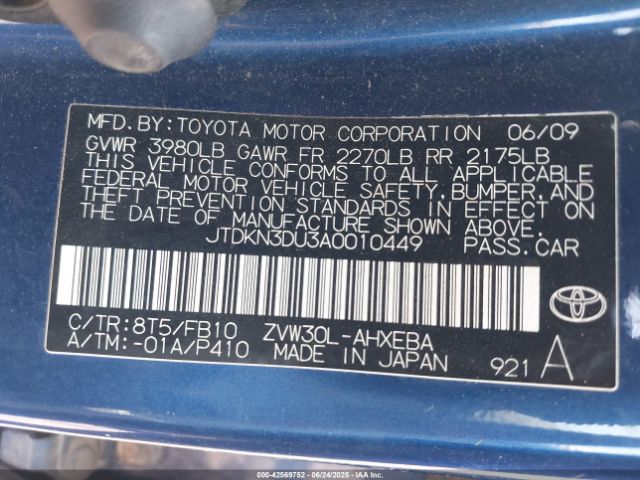 MFD. BY: TOYOTA MOTOR CORPORATION 06/09
GVWR 3980LB GAWR FR 2270LB RR 2175LB
THIS VEHICLE CONFORMS TO ALL APPLICABLE
FEDERAL MOTOR VEHICLE SAFETY, BUMPER, AND
THEFT PREVENTION STANDARDS IN EFFECT ON
THE DATE OF MANUFACTURE SHOWN ABOVE.
JTDKN3DU3A0010449 PASS. CAR
C/TR: 8T5/FB10 ZVW30L-AHXEBA
A/TM: -01A/P410 MADE IN JAPAN
921 A
000-42569752 - 06/24/2025 - IAA Inc.